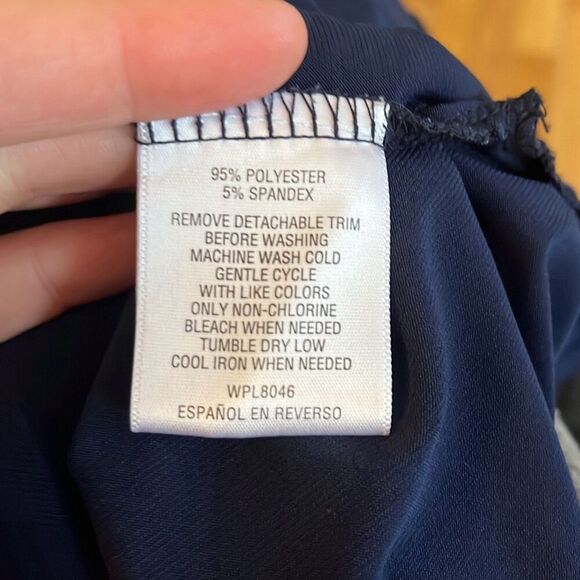 95% POLYESTER
5% SPANDEX
REMOVE DETACHABLE TRIM
BEFORE WASHING
MACHINE WASH COLD
GENTLE CYCLE
WITH LIKE COLORS
ONLY NON-CHLORINE
BLEACH WHEN NEEDED
TUMBLE DRY LOW
COOL IRON WHEN NEEDED
WPL8046
ESPAÑOL EN REVERSO